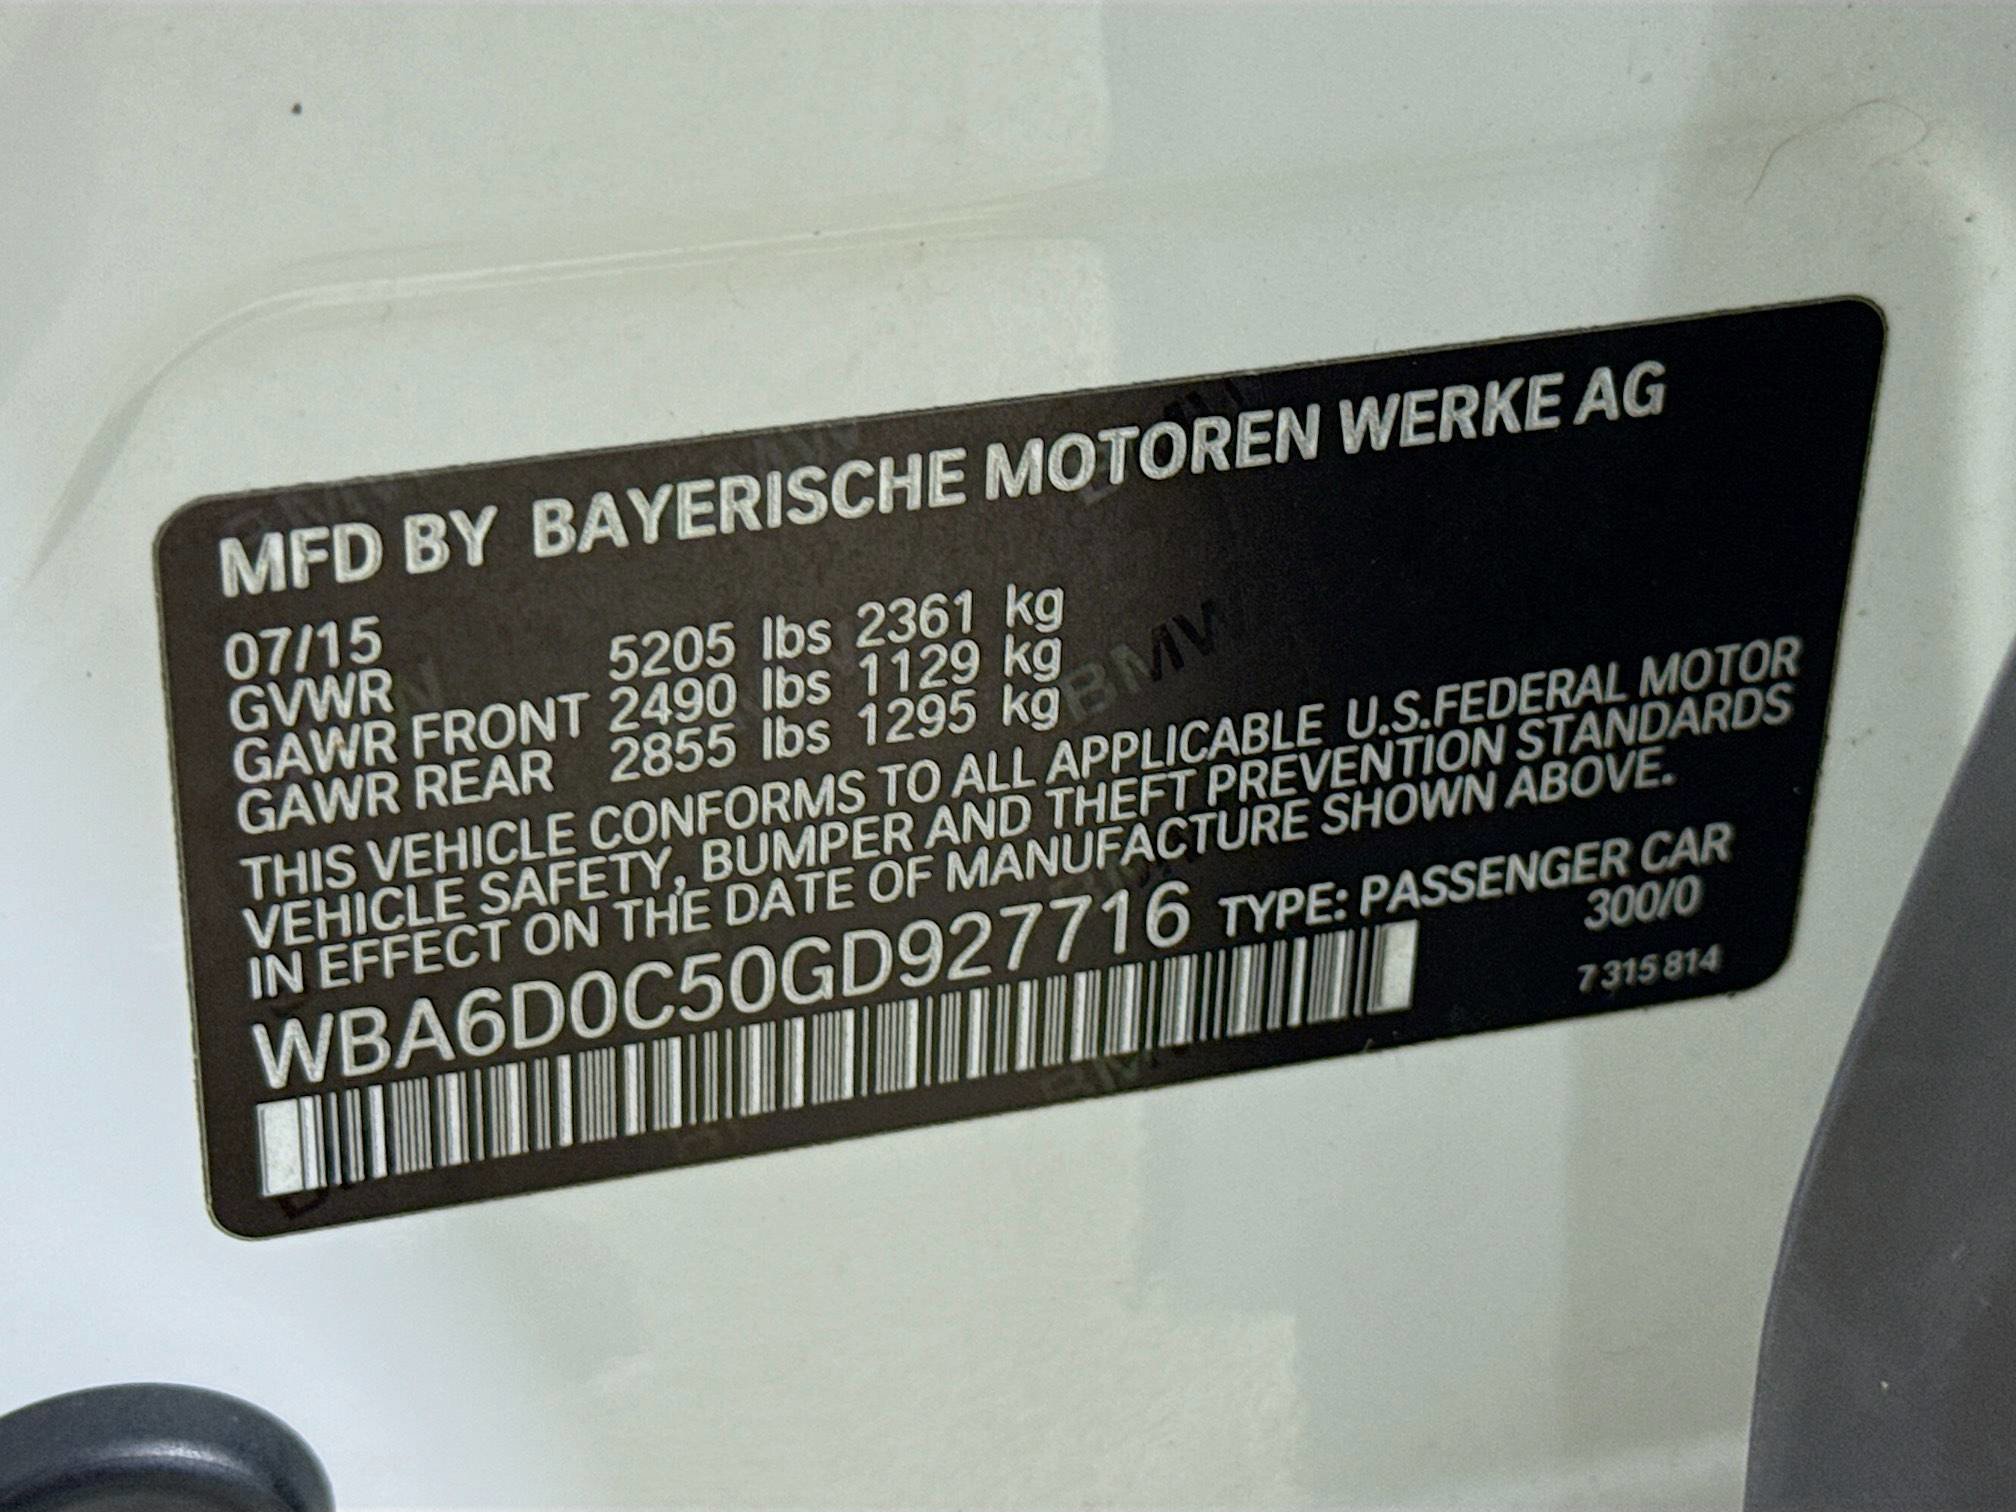 MFD BY BAYERISCHE MOTOREN WERKE AG
07/15
GVWR 5205 lbs 2361 kg
GAWR FRONT 2490 lbs 1129 kg
GAWR REAR 2855 lbs 1295 kg
THIS VEHICLE CONFORMS TO ALL APPLICABLE U.S.FEDERAL MOTOR
VEHICLE SAFETY, BUMPER AND THEFT PREVENTION STANDARDS
IN EFFECT ON THE DATE OF MANUFACTURE SHOWN ABOVE.
WBA6D0C50GD927716 TYPE: PASSENGER CAR
300/0
7 315 814